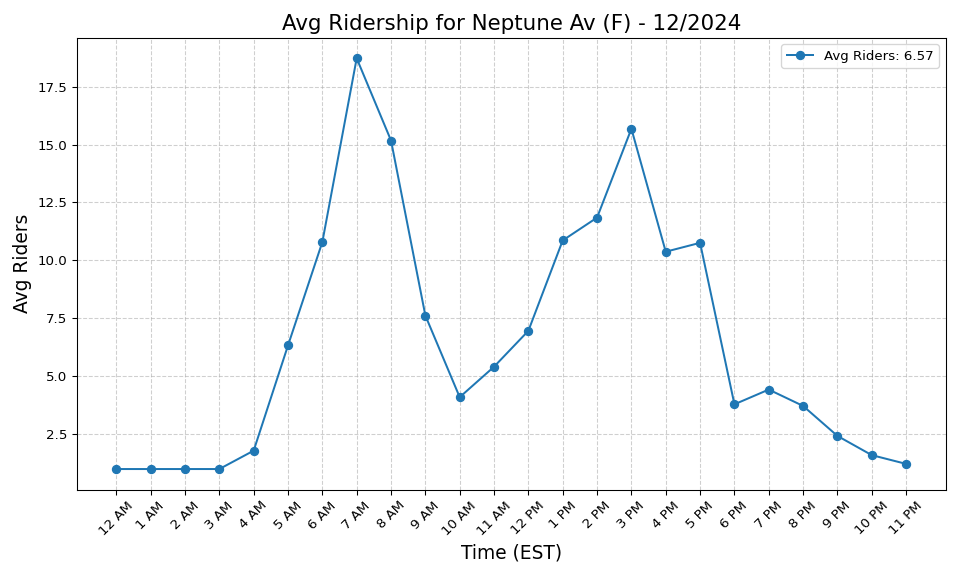 Avg Ridership for Neptune Av (F) - 12/2024
Avg Riders: 6.57
17.5
15.0
12.5
10.0
7.5
5.0
2.5
Avg Riders
12 AM
1 AM
2 AM
3 AM
4 AM
5 AM
6 AM
7 AM
8 AM
9 AM
10 AM
11 AM
12 PM
1 PM
2 PM
3 PM
4 PM
5 PM
6 PM
7 PM
8 PM
9 PM
10 PM
11 PM
Time (EST)